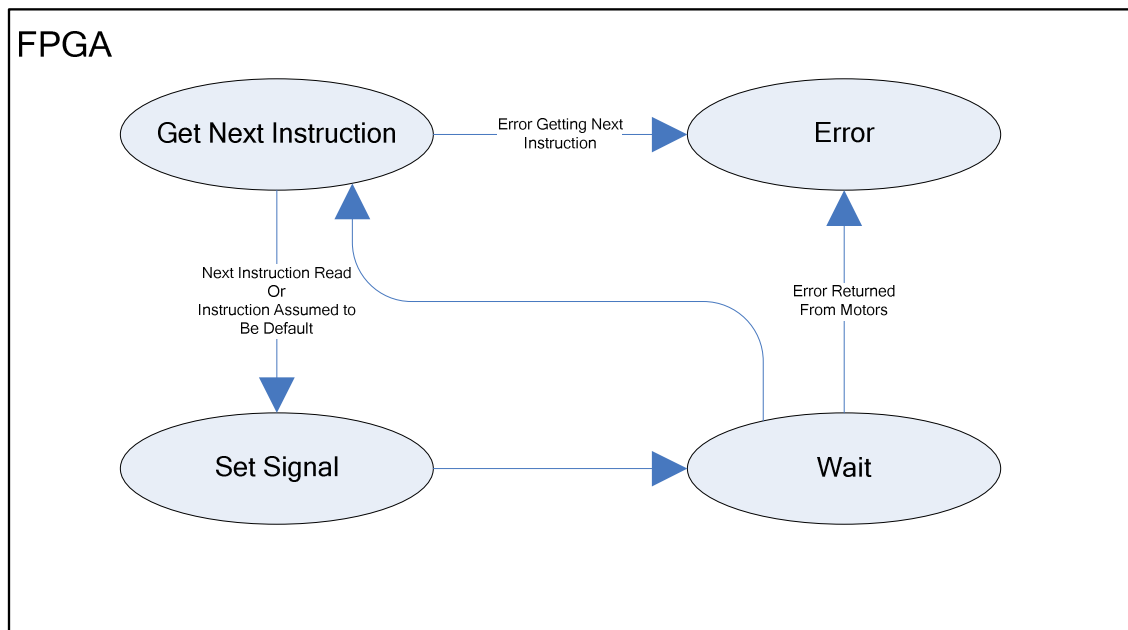 FPGA
Get Next Instruction
Error Getting Next
Instruction
Error
Next Instruction Read
Or
Instruction Assumed to
Be Default
Error Returned
From Motors
Set Signal
Wait